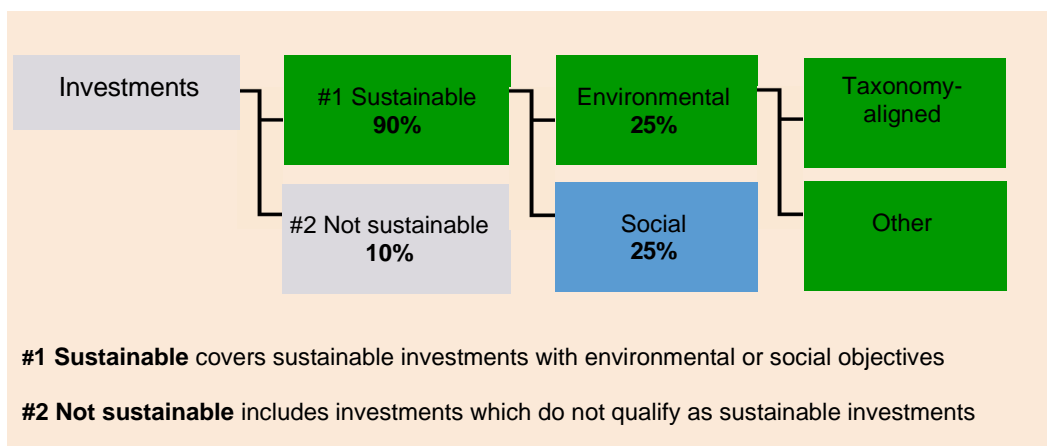 Investments
#1 Sustainable
90%
#2 Not sustainable
10%
Environmental
25%
Social
25%
Taxonomy-
aligned
Other
#1 Sustainable covers sustainable investments with environmental or social objectives
#2 Not sustainable includes investments which do not qualify as sustainable investments